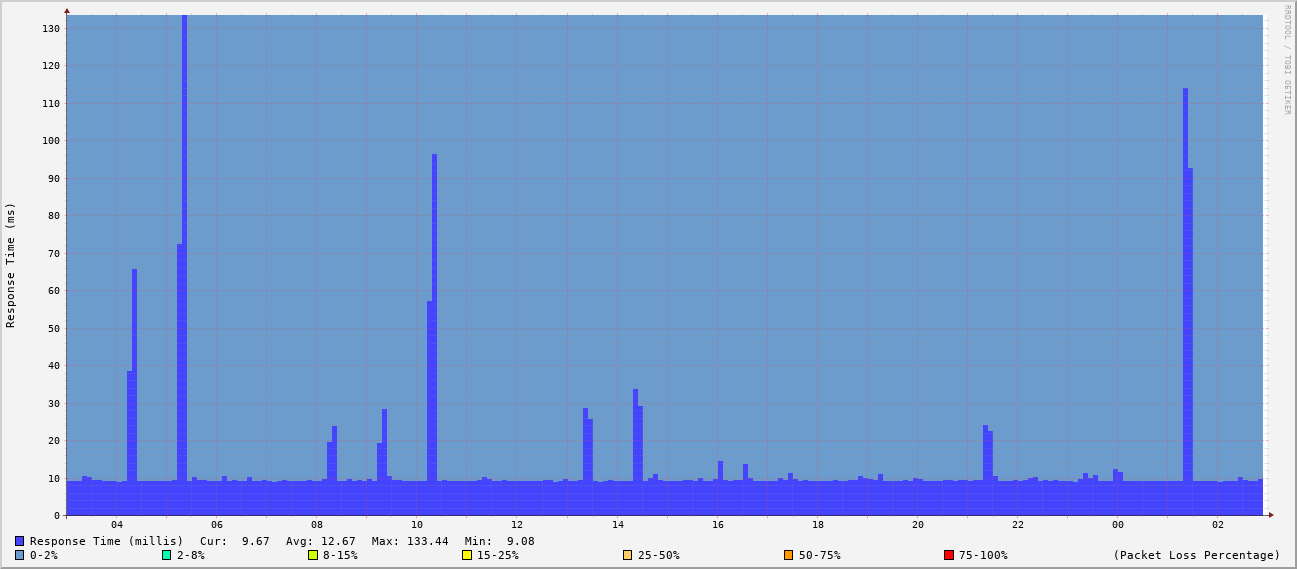 RRDTOOL / TOBI OETIKER
Response Time (ms)
130
120
110
100
90
80
70
60
50
40
30
20
10
0
04 06 08 10 12 14 16 18 20 22 00 02
Response Time (millis) Cur: 9.67 Avg: 12.67 Max: 133.44 Min: 9.08
0-2% 2-8% 8-15% 15-25% 25-50% 50-75% 75-100% (Packet Loss Percentage)